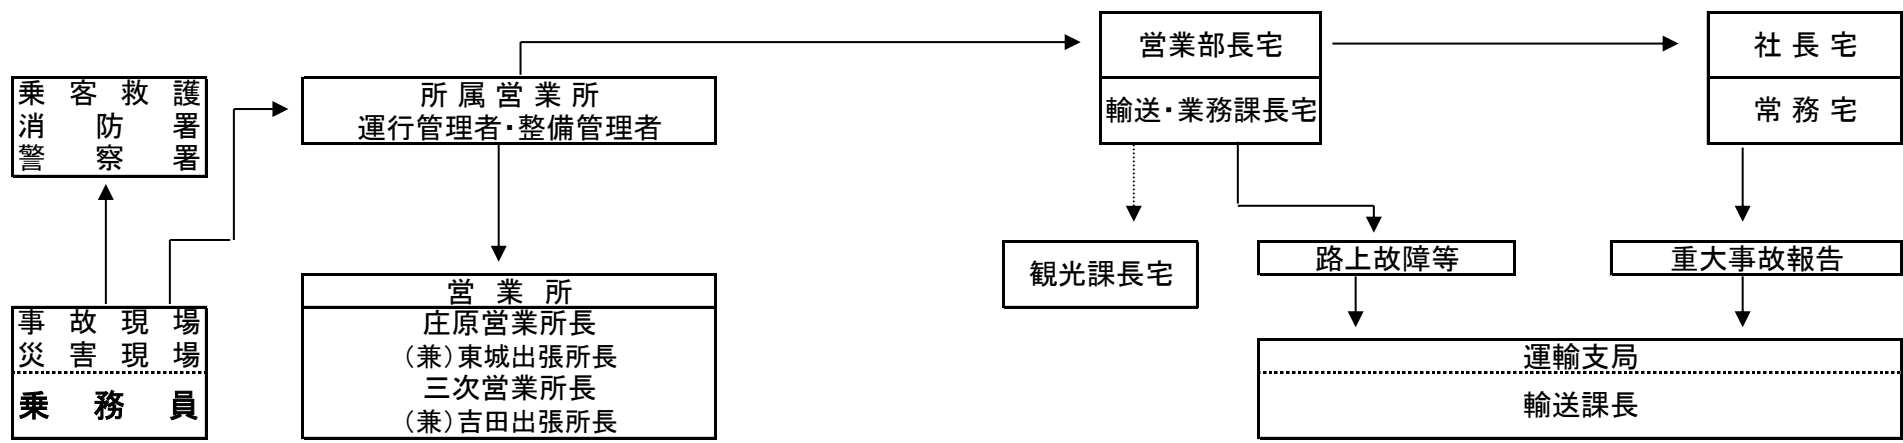 乗客救護
消防署
警察署
事故現場
災害現場
乗務員
所属営業所
運行管理者・整備管理者
営業所
庄原営業所長
（兼）東城出張所長
三次営業所長
（兼）吉田出張所長
営業部長宅
輸送・業務課長宅
観光課長宅
路上故障等
社長宅
常務宅
重大事故報告
運輸支局
輸送課長